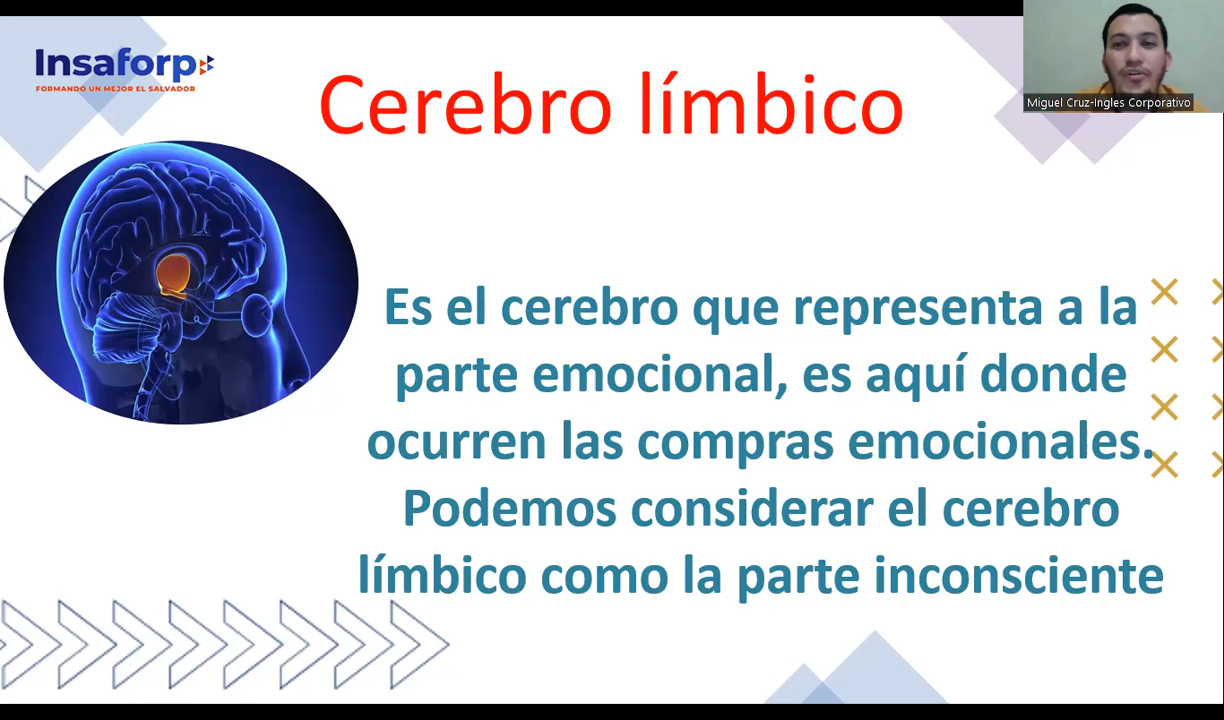 Insaforp
FORMANDO UN MEJOR EL SALVADOR
Cerebro límbico
Miguel Cruz-Ingles Corporativo
Es el cerebro que representa a la
parte emocional, es aquí donde
ocurren las compras emocionales.
Podemos considerar el cerebro
límbico como la parte inconsciente